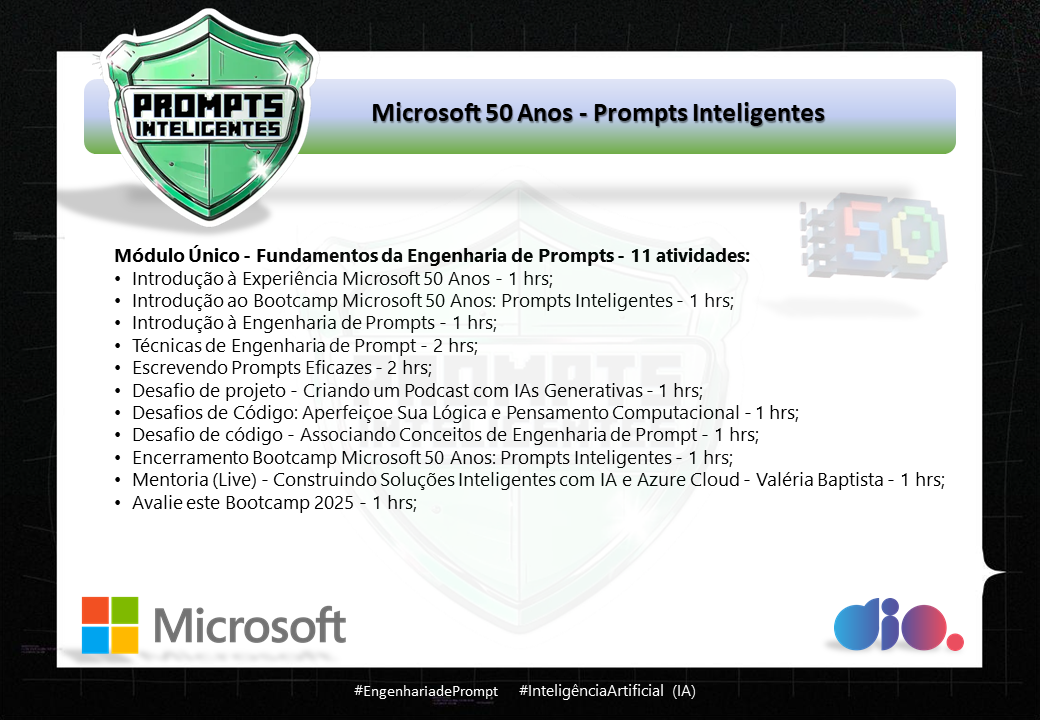 PROMPTS
INTELIGENTES
Microsoft 50 Anos - Prompts Inteligentes
50
Módulo Único - Fundamentos da Engenharia de Prompts - 11 atividades:
• Introdução à Experiência Microsoft 50 Anos - 1 hrs;
• Introdução ao Bootcamp Microsoft 50 Anos: Prompts Inteligentes - 1 hrs;
• Introdução à Engenharia de Prompts - 1 hrs;
• Técnicas de Engenharia de Prompt - 2 hrs;
• Escrevendo Prompts Eficazes - 2 hrs;
• Desafio de projeto - Criando um Podcast com IAs Generativas - 1 hrs;
• Desafios de Código: Aperfeiçoe Sua Lógica e Pensamento Computacional - 1 hrs;
• Desafio de código - Associando Conceitos de Engenharia de Prompt - 1 hrs;
• Encerramento Bootcamp Microsoft 50 Anos: Prompts Inteligentes - 1 hrs;
• Mentoria (Live) - Construindo Soluções Inteligentes com IA e Azure Cloud - Valéria Baptista - 1 hrs;
• Avalie este Bootcamp 2025 - 1 hrs;
Microsoft
dio.
#EngenhariadePrompt #InteligênciaArtificial (IA)